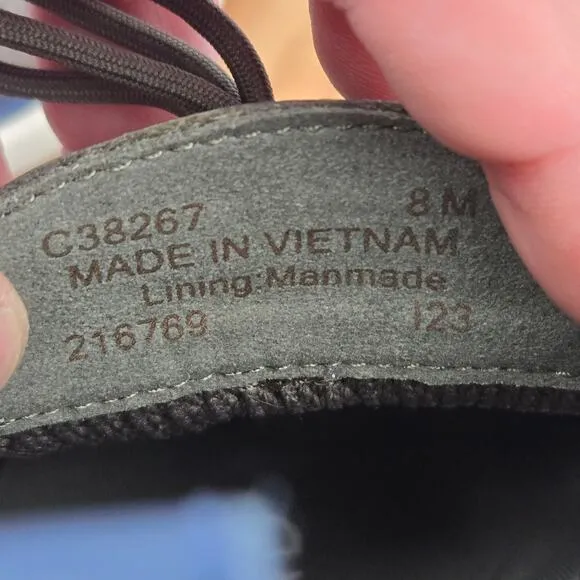 C38267 8 M
MADE IN VIETNAM
Lining:Manmade
216769 I23